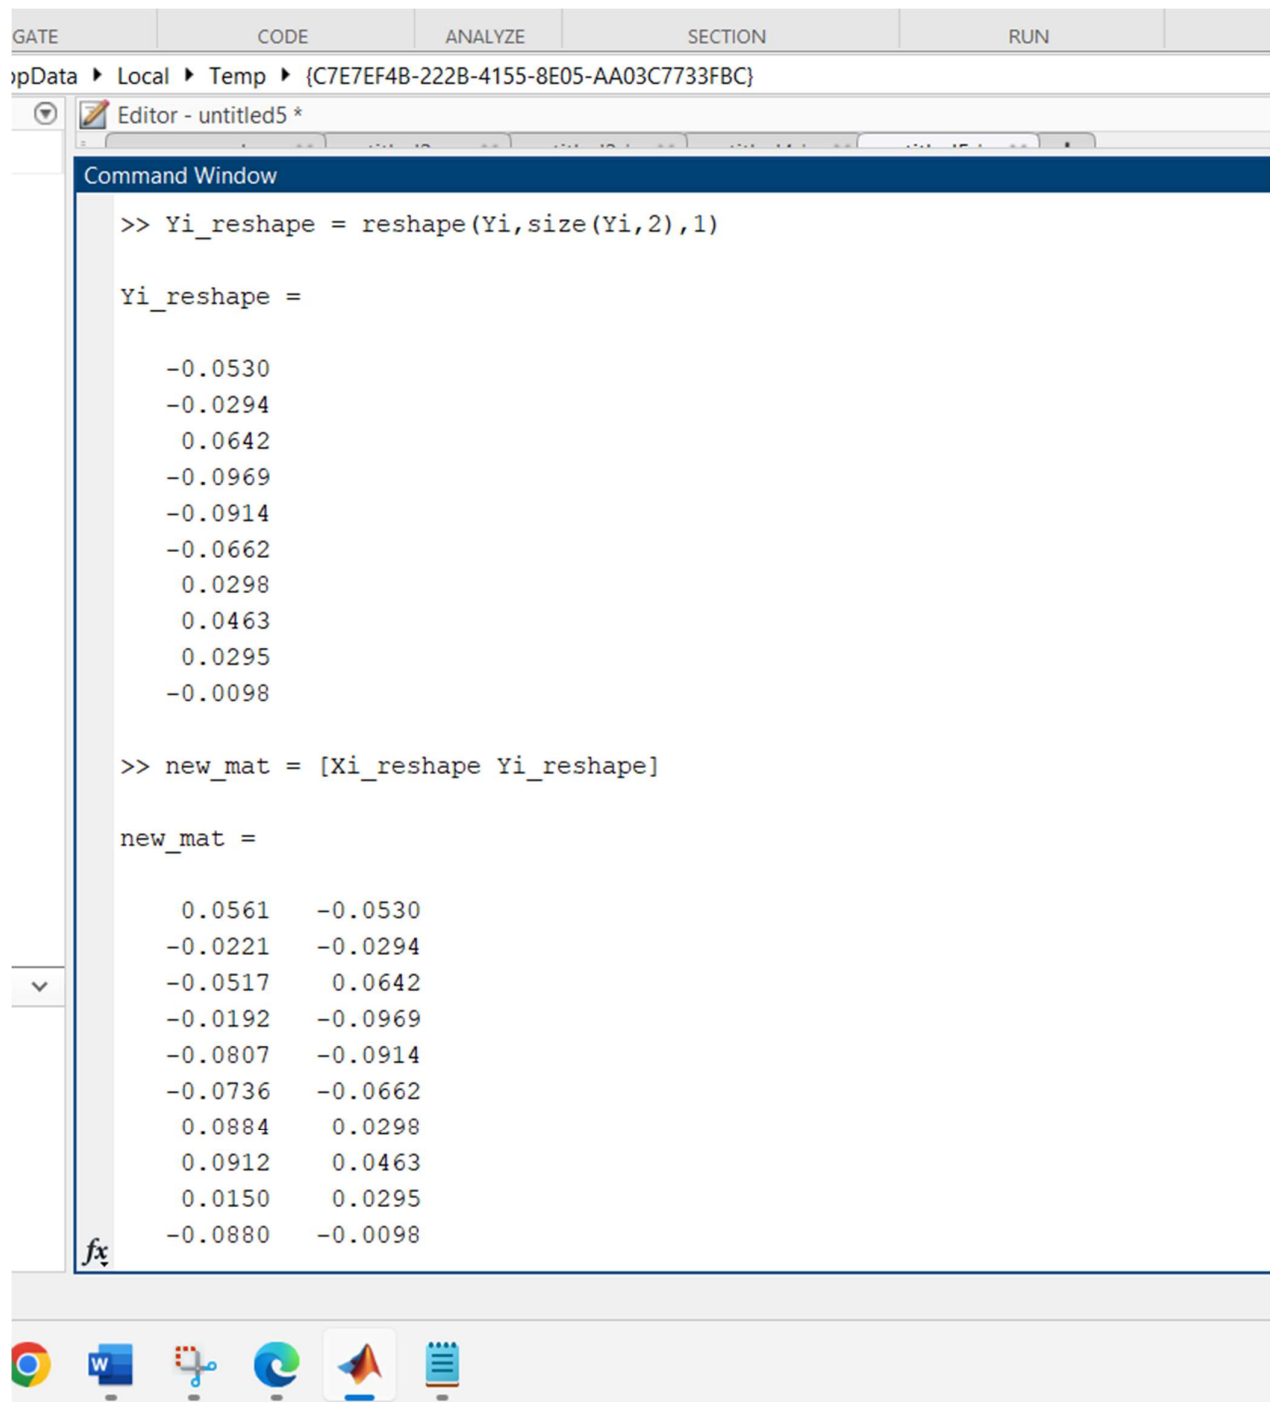 GATE CODE ANALYZE SECTION RUN
ppData Local Temp {C7E7EF4B-222B-4155-8E05-AA03C7733FBC}
Editor - untitled5 *
Command Window
>> Yi_reshape = reshape(Yi,size(Yi,2),1)
Yi_reshape =
-0.0530
-0.0294
0.0642
-0.0969
-0.0914
-0.0662
0.0298
0.0463
0.0295
-0.0098
>> new_mat = [Xi_reshape Yi_reshape]
new_mat =
0.0561 -0.0530
-0.0221 -0.0294
-0.0517 0.0642
-0.0192 -0.0969
-0.0807 -0.0914
-0.0736 -0.0662
0.0884 0.0298
0.0912 0.0463
0.0150 0.0295
-0.0880 -0.0098
fx
W